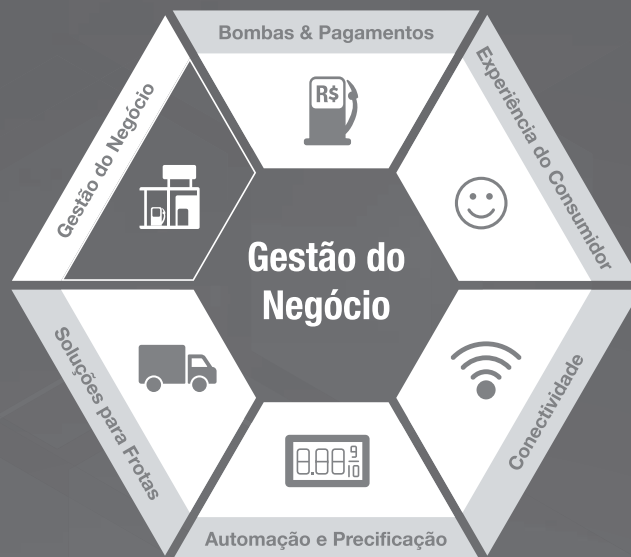 Bombas & Pagamentos
R$
Gestão do Negócio
Experiência do Consumidor
Gestão do
Negócio
Soluções para Frotas
Conectividade
8.88 9/10
Automação e Precificação